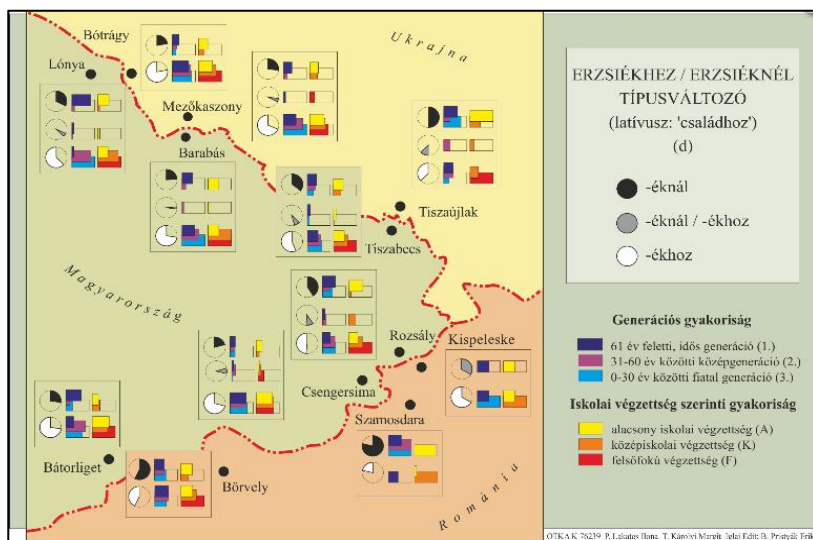 Bótrágy
Lónya
Mezőkaszony
Barabás
Ukrajna
Tiszaújlak
Tiszabecs
Magyarország
Rozsály
Kispeleske
Csengersima
Szamosdara
Bátorliget
Börvely
Románia
ERZSIÉKHEZ / ERZSIÉKNÉL
TÍPUSVÁLTOZÓ
(latívusz: 'családhoz')
(d)
-éknál
-éknál / -ékhoz
-ékhoz
Generációs gyakoriság
61 év feletti, idős generáció (1.)
31-60 év közötti középgeneráció (2.)
0-30 év közötti fiatal generáció (3.)
Iskolai végzettség szerinti gyakoriság
alacsony iskolai végzettség (A)
középiskolai végzettség (K)
felsőfokú végzettség (F)
OTKA K 76239 P. Lakatos Ilona, T. Károlyi Margit, Iglai Edit; B. Pristyák Erik